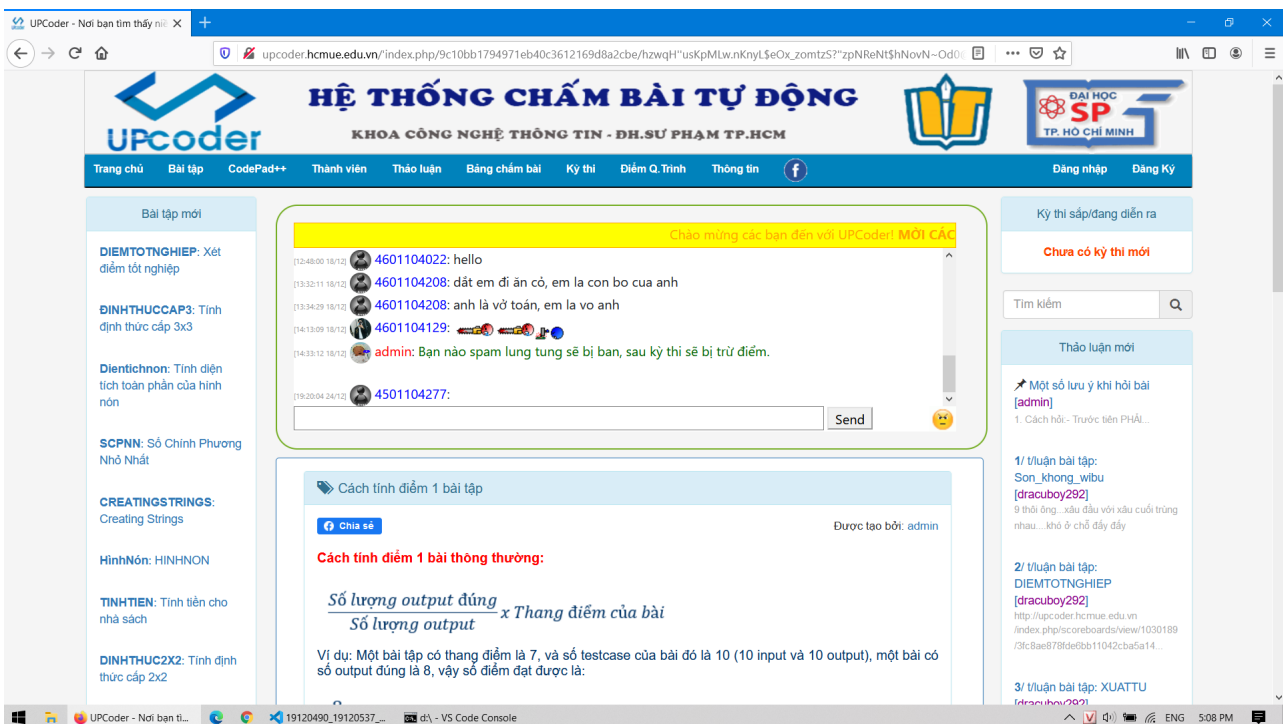 UPCoder - Nơi bạn tìm thấy niề
upcoder.hcmue.edu.vn/index.php/9c10bb1794971eb40c3612169d8a2cbe/hzwqH"usKpMLw.nKnyL$eOx_zomtzS?"zpNReNt$hNovN~Od0
UPcoder
HỆ THỐNG CHẤM BÀI TỰ ĐỘNG
KHOA CÔNG NGHỆ THÔNG TIN - ĐH.SƯ PHẠM TP.HCM
ĐẠI HỌC
SP
TP. HỒ CHÍ MINH
Trang chủ Bài tập CodePad++ Thành viên Thảo luận Bảng chấm bài Kỳ thi Điểm Q.Trình Thông tin f Đăng nhập Đăng Ký
Bài tập mới
DIEMTOTNGHIEP: Xét
điểm tốt nghiệp
ĐINHTHUCCAP3: Tính
định thức cấp 3x3
Dientichnon: Tính diện
tích toàn phần của hình
nón
SCPNN: Số Chính Phương
Nhỏ Nhất
CREATINGSTRINGS:
Creating Strings
HìnhNón: HINHNON
TINHTIEN: Tính tiền cho
nhà sách
DINHTHUC2X2: Tính định
thức cấp 2x2
Chào mừng các bạn đến với UPCoder! MỜI CÁC
[12:48:00 18/12] 4601104022: hello
[13:32:11 18/12] 4601104208: dắt em đi ăn cỏ, em la con bo cua anh
[13:34:29 18/12] 4601104208: anh là vở toán, em la vo anh
[14:13:09 18/12] 4601104129:
[14:33:12 18/12] admin: Bạn nào spam lung tung sẽ bị ban, sau kỳ thi sẽ bị trừ điểm.
[19:20:04 24/12] 4501104277:
Send
Cách tính điểm 1 bài tập
Chia sẻ
Được tạo bởi: admin
Cách tính điểm 1 bài thông thường:
Số lượng output đúng
Số lượng output
x Thang điểm của bài
Ví dụ: Một bài tập có thang điểm là 7, và số testcase của bài đó là 10 (10 input và 10 output), một bài có
số output đúng là 8, vậy số điểm đạt được là:
Kỳ thi sắp/đang diễn ra
Chưa có kỳ thi mới
Tìm kiếm
Thảo luận mới
Một số lưu ý khi hỏi bài
[admin]
1. Cách hỏi:- Trước tiên PHẢI...
1/ t/luận bài tập:
Son_khong_wibu
[dracuboy292]
9 thôi ông...xâu đầu với xâu cuối trùng
nhau....khó ở chỗ đấy đấy
2/ t/luận bài tập:
DIEMTOTNGHIEP
[dracuboy292]
http://upcoder.hcmue.edu.vn
/index.php/scoreboards/view/1030189
/3fc8ae878fde6bb11042cba5a14...
3/ t/luận bài tập: XUATTU
[dracuboy292]
UPCoder - Nơi bạn tì...
19120490_19120537_...
d:\ - VS Code Console
ENG 5:08 PM